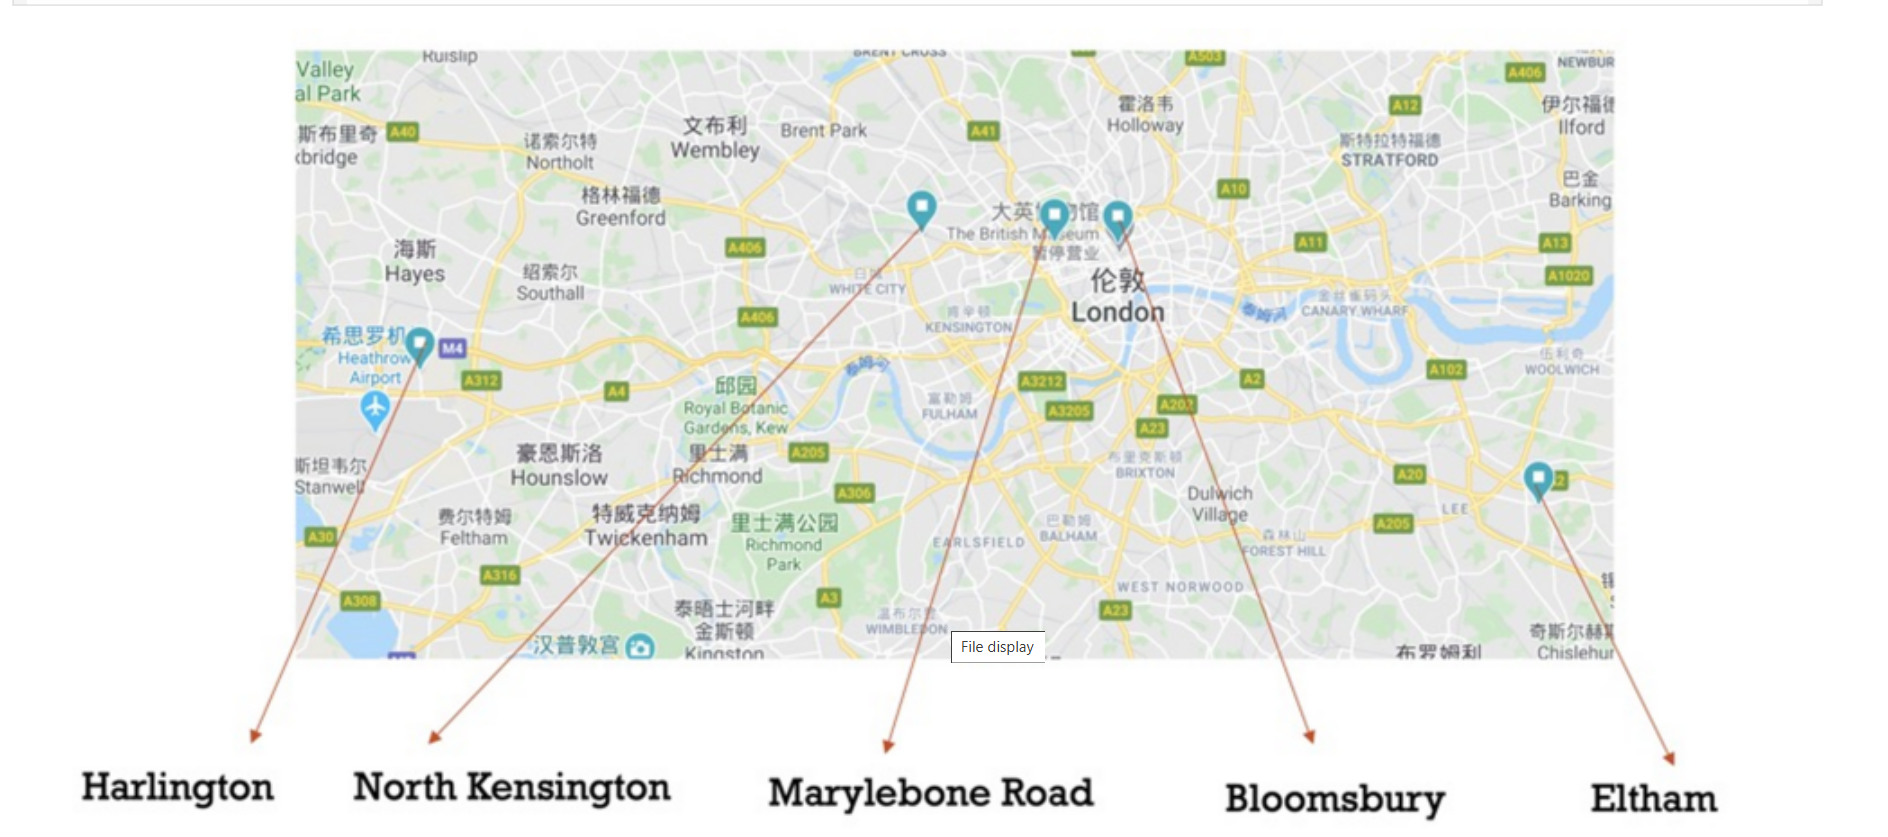 BRENT CROSS
Ruislip
A503
NEWBUR
Valley
al Park
A406
霍洛韦
Holloway
A12
伊尔福德
Ilford
斯布里奇
xbridge
A40
诺索尔特
Northolt
文布利
Wembley
Brent Park
A41
斯特拉特福德
STRATFORD
格林福德
Greenford
A10
巴金
Barking
大英
物馆
The British M
seum
暂停营业
海斯
Hayes
A406
A11
A13
绍索尔
Southall
白城
WHITE CITY
伦敦
London
A1020
肯辛顿
KENSINGTON
泰晤河
金丝雀码头
CANARY WHARF
A406
希思罗机
Heathrow
Airport
M4
A312
A4
泰晤河
邱园
Royal Botanic
Gardens, Kew
A3212
A3205
A2
A202
A23
A102
伍利奇
WOOLWICH
富勒姆
FULHAM
斯坦韦尔
Stanwell
豪恩斯洛
Hounslow
里士满
Richmond
A205
A306
布里克斯顿
BRIXTON
A20
2
Dulwich
Village
LEE
费尔特姆
Feltham
特威克纳姆
Twickenham
里士满公园
Richmond
Park
EARLSFIELD
巴勒姆
BALHAM
森林山
FOREST HILL
A205
A30
A316
A308
A3
WEST NORWOOD
A23
泰晤士河畔
金斯顿
Kingston
温布尔登
WIMBLEDON
汉普敦宫
File display
布罗姆利
奇斯尔赫斯
Chislehur
Harlington
North Kensington
Marylebone Road
Bloomsbury
Eltham